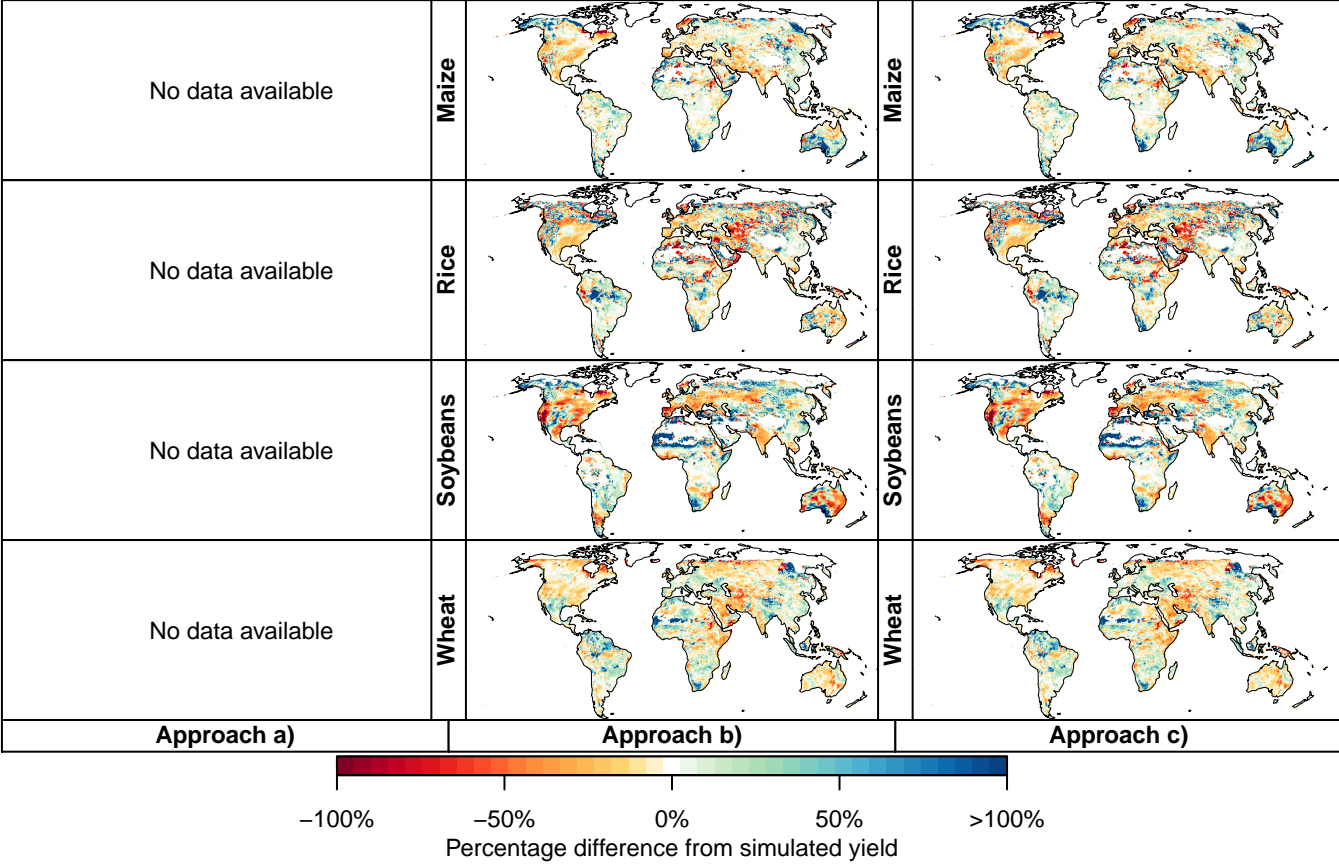 No data available
Maize
Maize
No data available
Rice
Rice
No data available
Soybeans
Soybeans
No data available
Wheat
Wheat
Approach a)
Approach b)
Approach c)
−100%
−50%
0%
50%
>100%
Percentage difference from simulated yield